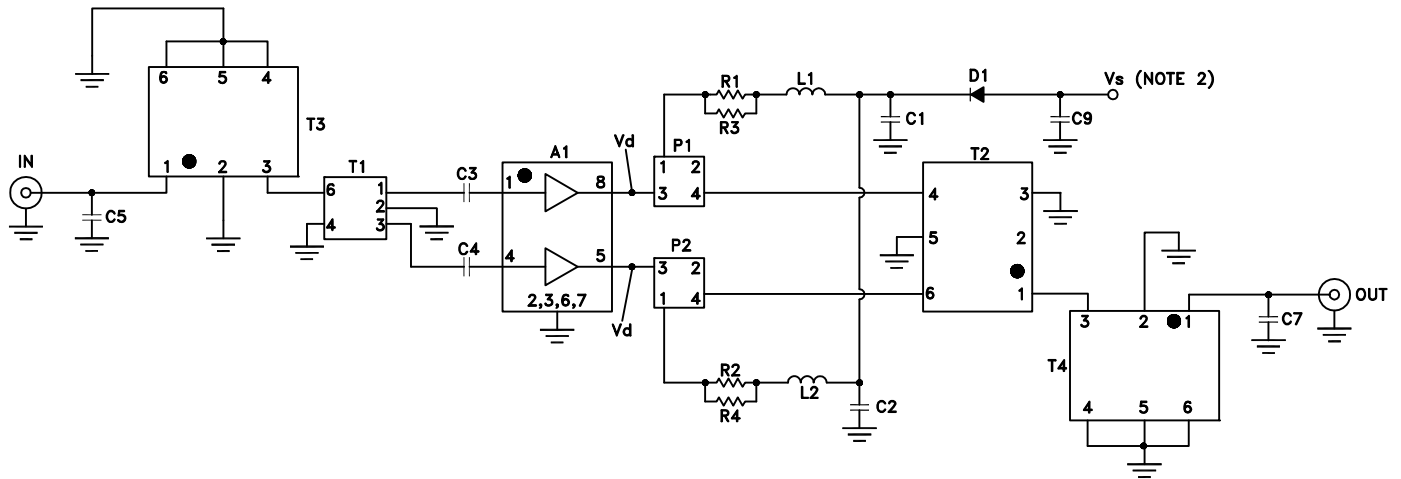 6 5 4
T3
1 2 3
IN
C5
T1
6 1
2
4 3
C3
C4
A1
1 8
4 5
2,3,6,7
Vd
Vd
P1
1 2
3 4
P2
3 2
1 4
R1
R3
L1
R2
R4
L2
C1
C2
D1
C9
Vs (NOTE 2)
T2
4 3
5 2
6 1
3 2 1
T4
4 5 6
C7
OUT